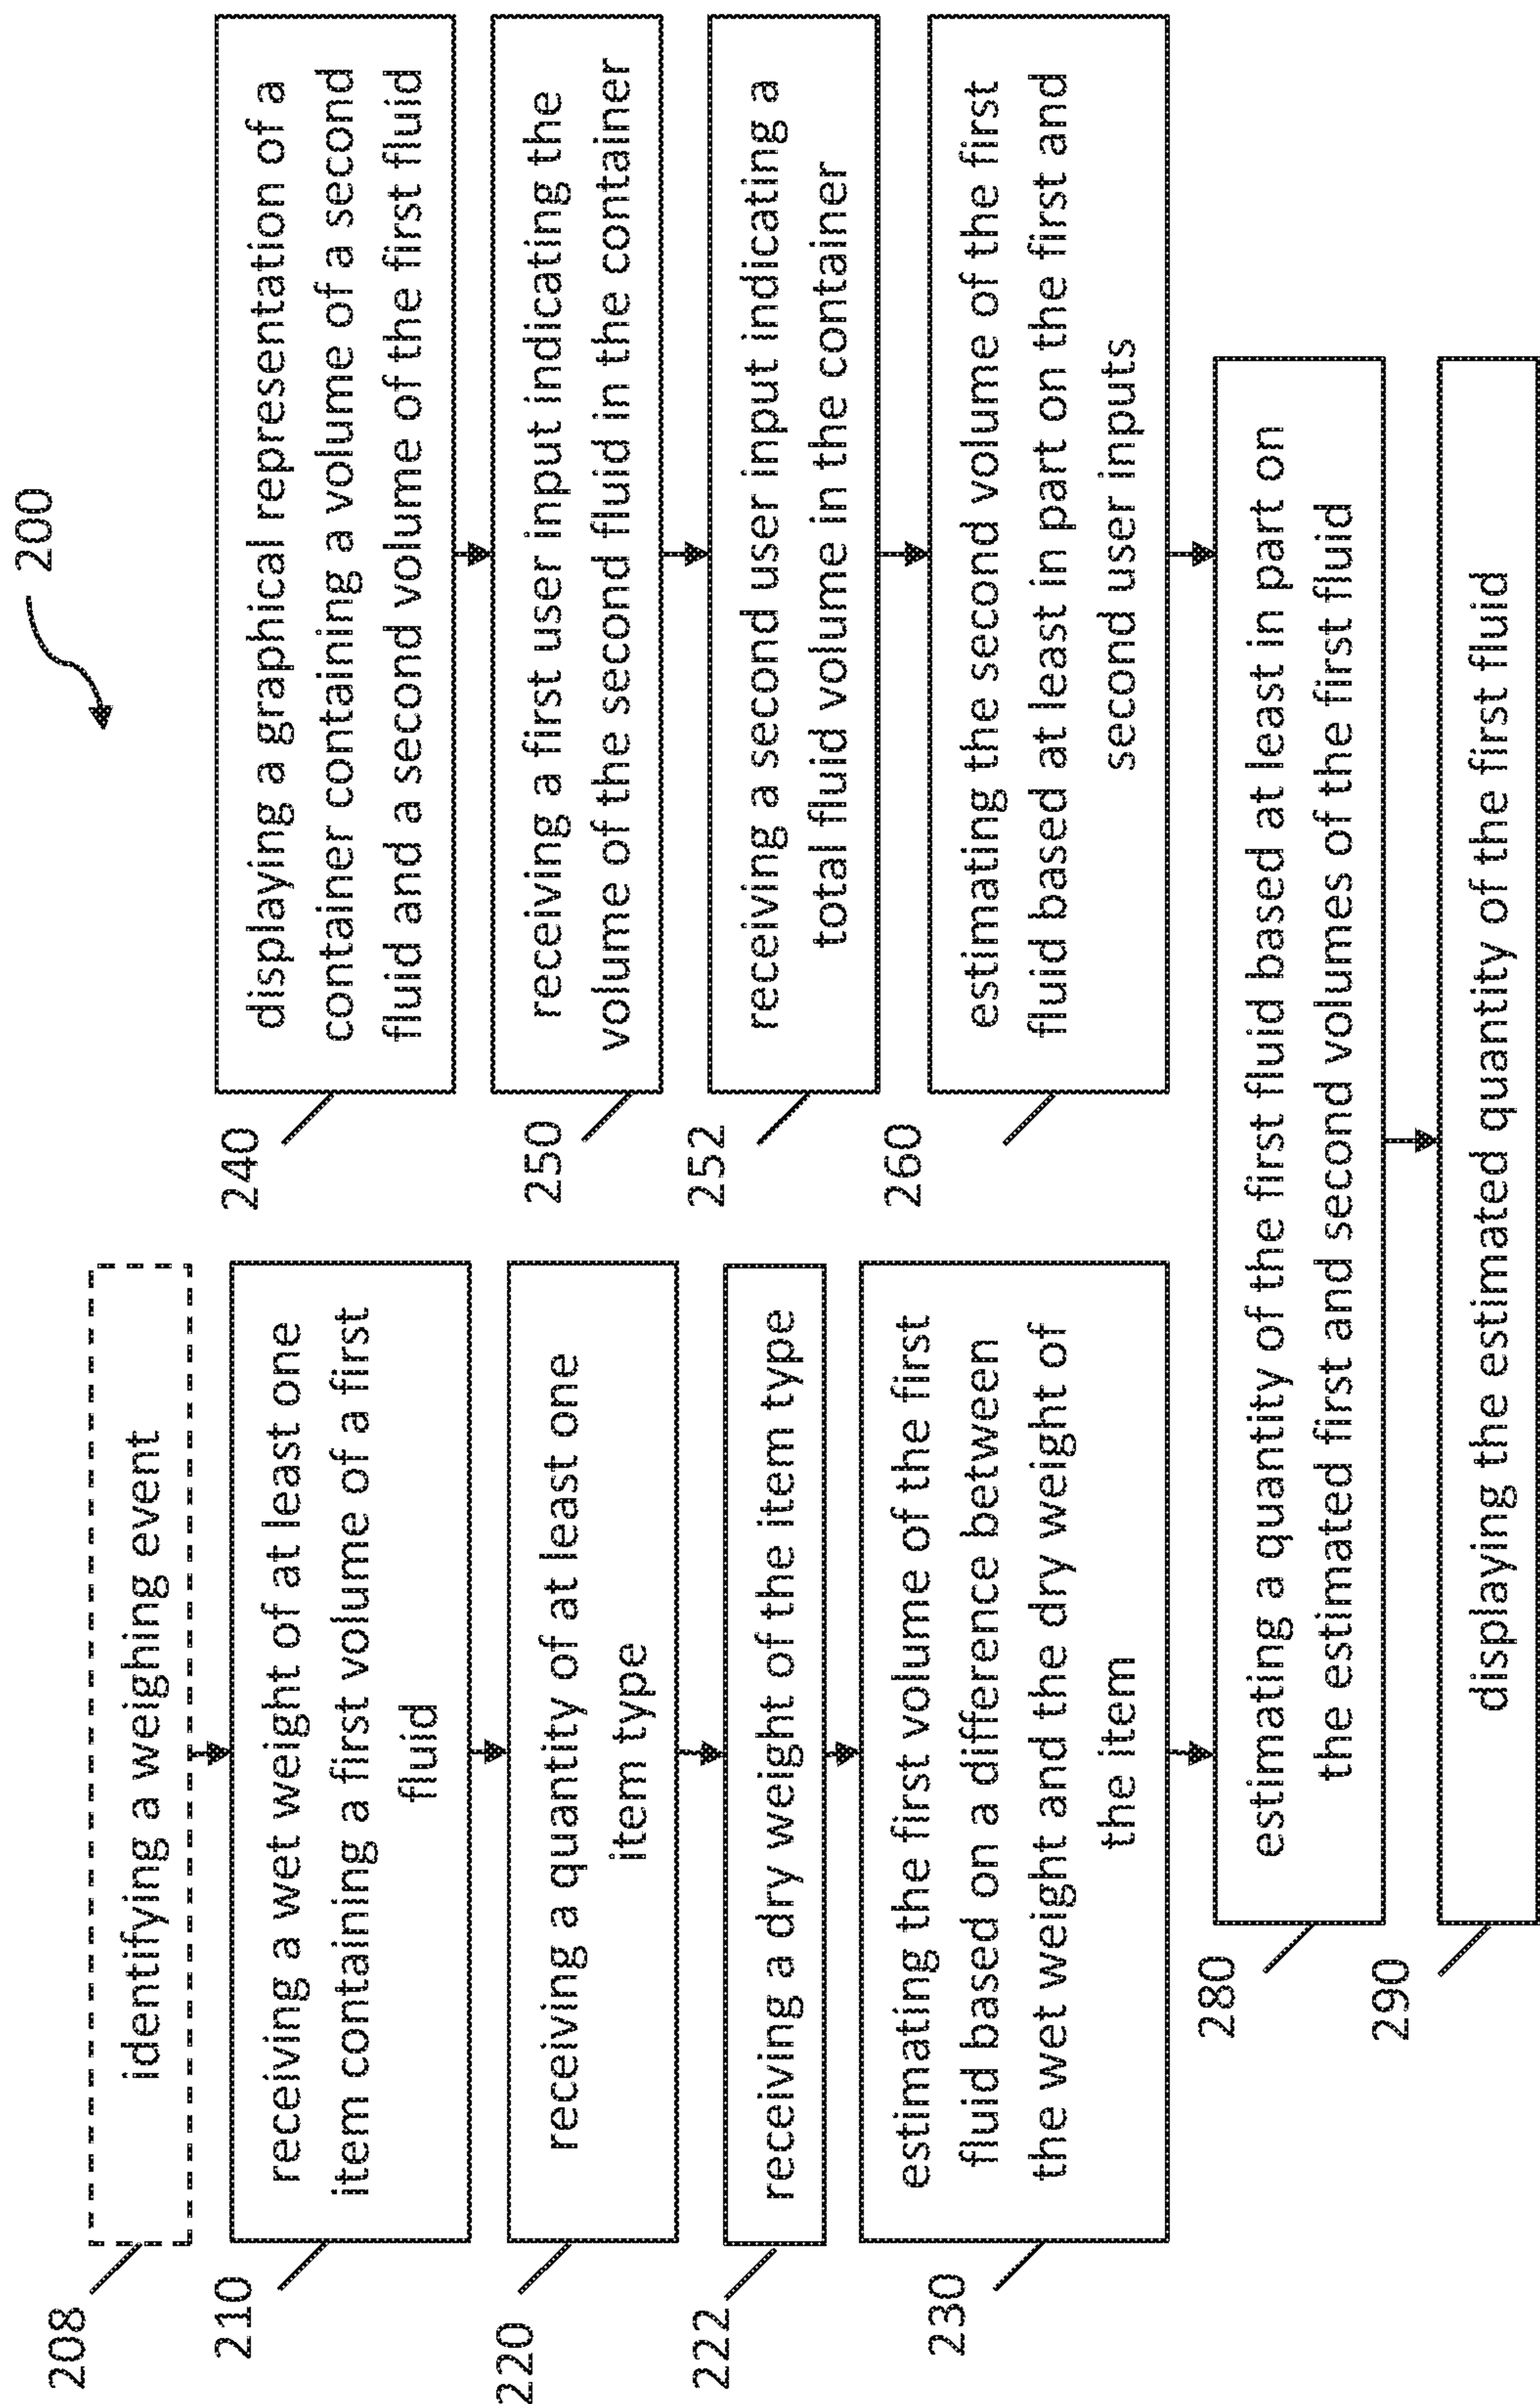 200
208
identifying a weighing event
210
receiving a wet weight of at least one
item containing a first volume of a first
fluid
220
receiving a quantity of at least one
item type
222
receiving a dry weight of the item type
230
estimating the first volume of the first
fluid based on a difference between
the wet weight and the dry weight of
the item
240
displaying a graphical representation of a
container containing a volume of a second
fluid and a second volume of the first fluid
250
receiving a first user input indicating the
volume of the second fluid in the container
252
receiving a second user input indicating a
total fluid volume in the container
260
estimating the second volume of the first
fluid based at least in part on the first and
second user inputs
280
estimating a quantity of the first fluid based at least in part on
the estimated first and second volumes of the first fluid
290
displaying the estimated quantity of the first fluid